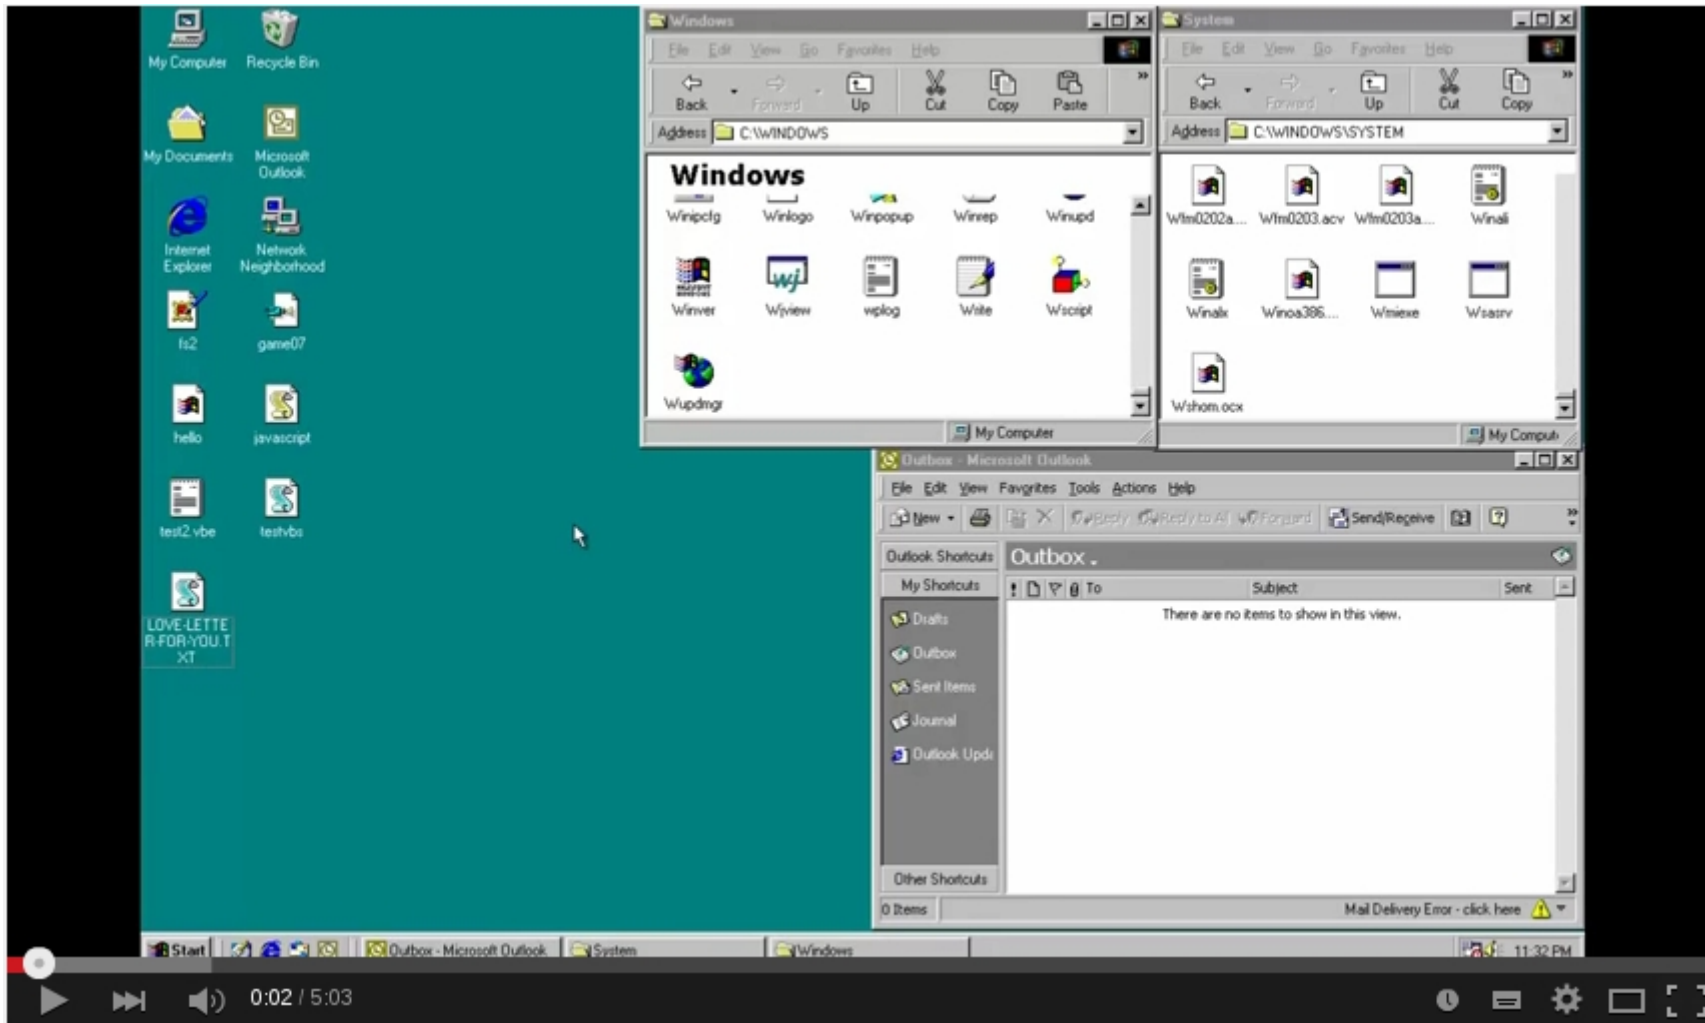 My Computer
Recycle Bin
My Documents
Microsoft
Outlook
Internet
Explorer
Network
Neighborhood
fs2
game07
hello
javascript
test2.vbe
testvbs
LOVE-LETTE
R-FOR-YOU.T
XT
Windows
File Edit View Go Favorites Help
Back Forward Up Cut Copy Paste »
Address C:\WINDOWS
Windows
Winipcfg Winlogo Winpopup Winrep Winupd
Winver Wjview wplog Write Wscript
Wupdmgr
My Computer
System
File Edit View Go Favorites Help
Back Forward Up Cut Copy »
Address C:\WINDOWS\SYSTEM
Wfm0202a... Wfm0203.acv Wfm0203a... Winali
Winalx Winoa386.... Wmiexe Wsasrv
Wshom.ocx
My Comput
Outbox - Microsoft Outlook
File Edit View Favorites Tools Actions Help
New Reply Reply to All Forward Send/Receive »
Outlook Shortcuts
My Shortcuts
Drafts
Outbox
Sent Items
Journal
Outlook Upda
Other Shortcuts
Outbox .
! To Subject Sent
There are no items to show in this view.
0 Items
Mail Delivery Error - click here
Start Outbox - Microsoft Outlook System Windows 11:32 PM
0:02 / 5:03